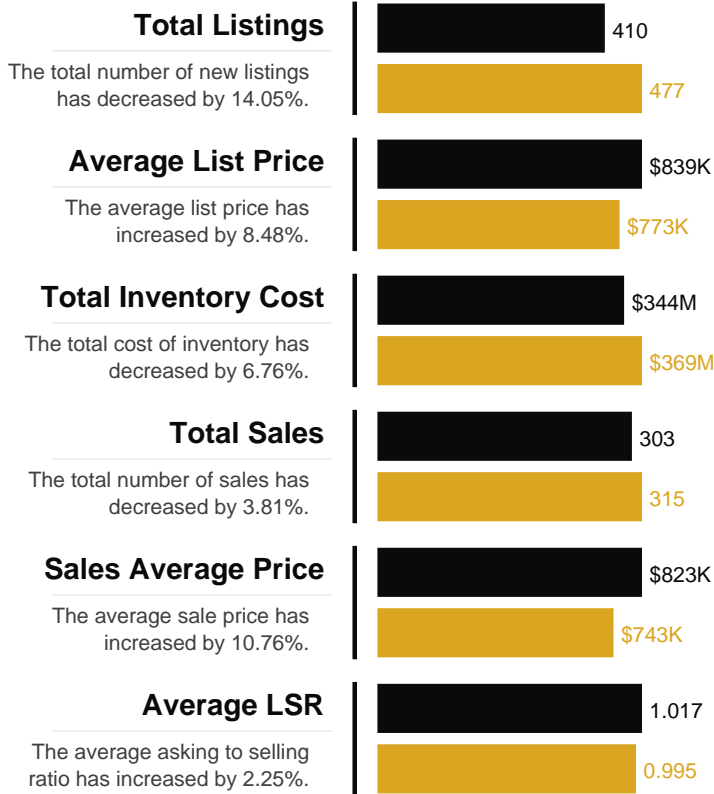 Total Listings
The total number of new listings
has decreased by 14.05%.
410
477
Average List Price
The average list price has
increased by 8.48%.
$839K
$773K
Total Inventory Cost
The total cost of inventory has
decreased by 6.76%.
$344M
$369M
Total Sales
The total number of sales has
decreased by 3.81%.
303
315
Sales Average Price
The average sale price has
increased by 10.76%.
$823K
$743K
Average LSR
The average asking to selling
ratio has increased by 2.25%.
1.017
0.995